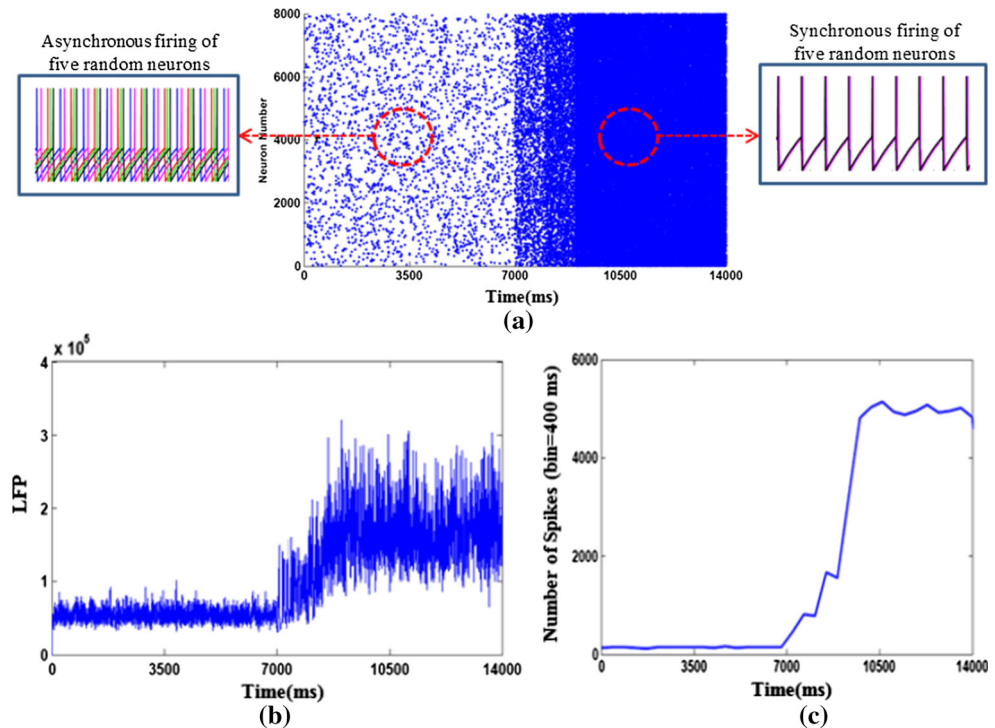 Asynchronous firing of
five random neurons
Synchronous firing of
five random neurons
8000
6000
4000
2000
0
Neuron Number
0
3500
7000
10500
14000
Time(ms)
(a)
x 10^5
4
3
2
1
0
LFP
0
3500
7000
10500
14000
Time(ms)
(b)
6000
4000
2000
0
Number of Spikes (bin=400 ms)
0
3500
7000
10500
14000
Time(ms)
(c)